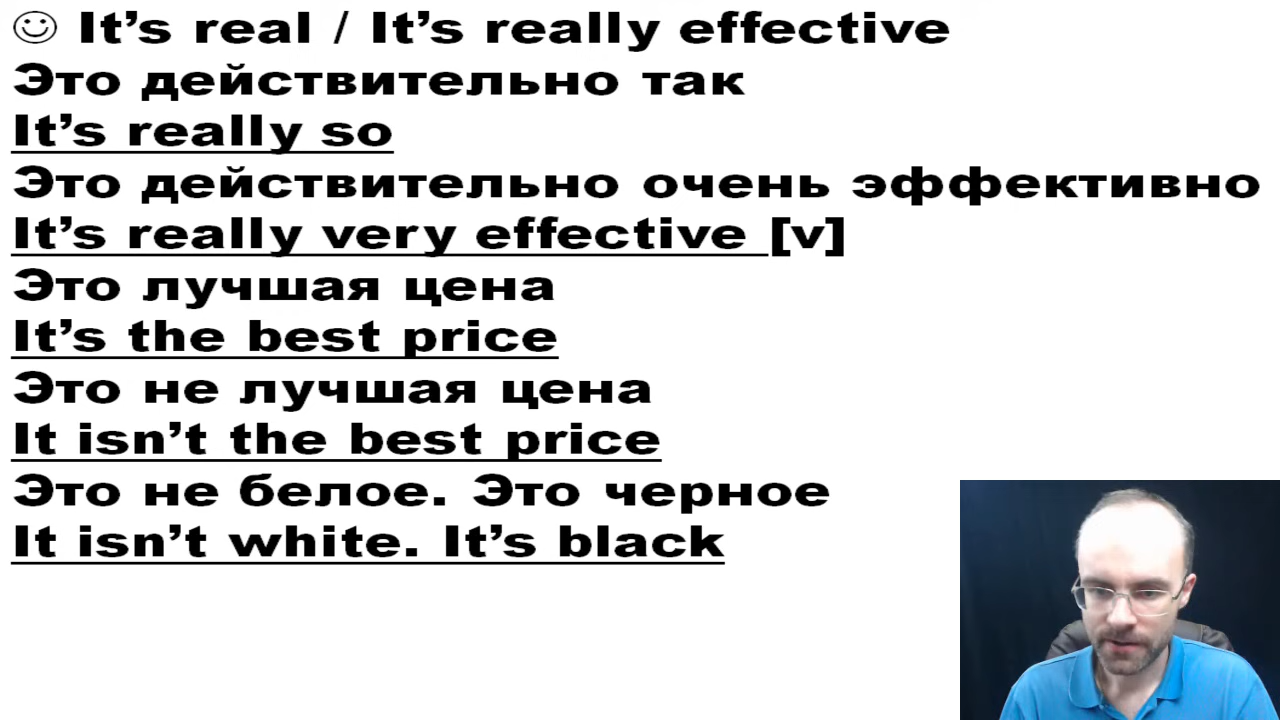 ☺ It’s real / It’s really effective
Это действительно так
It’s really so
Это действительно очень эффективно
It’s really very effective [v]
Это лучшая цена
It’s the best price
Это не лучшая цена
It isn’t the best price
Это не белое. Это черное
It isn’t white. It’s black